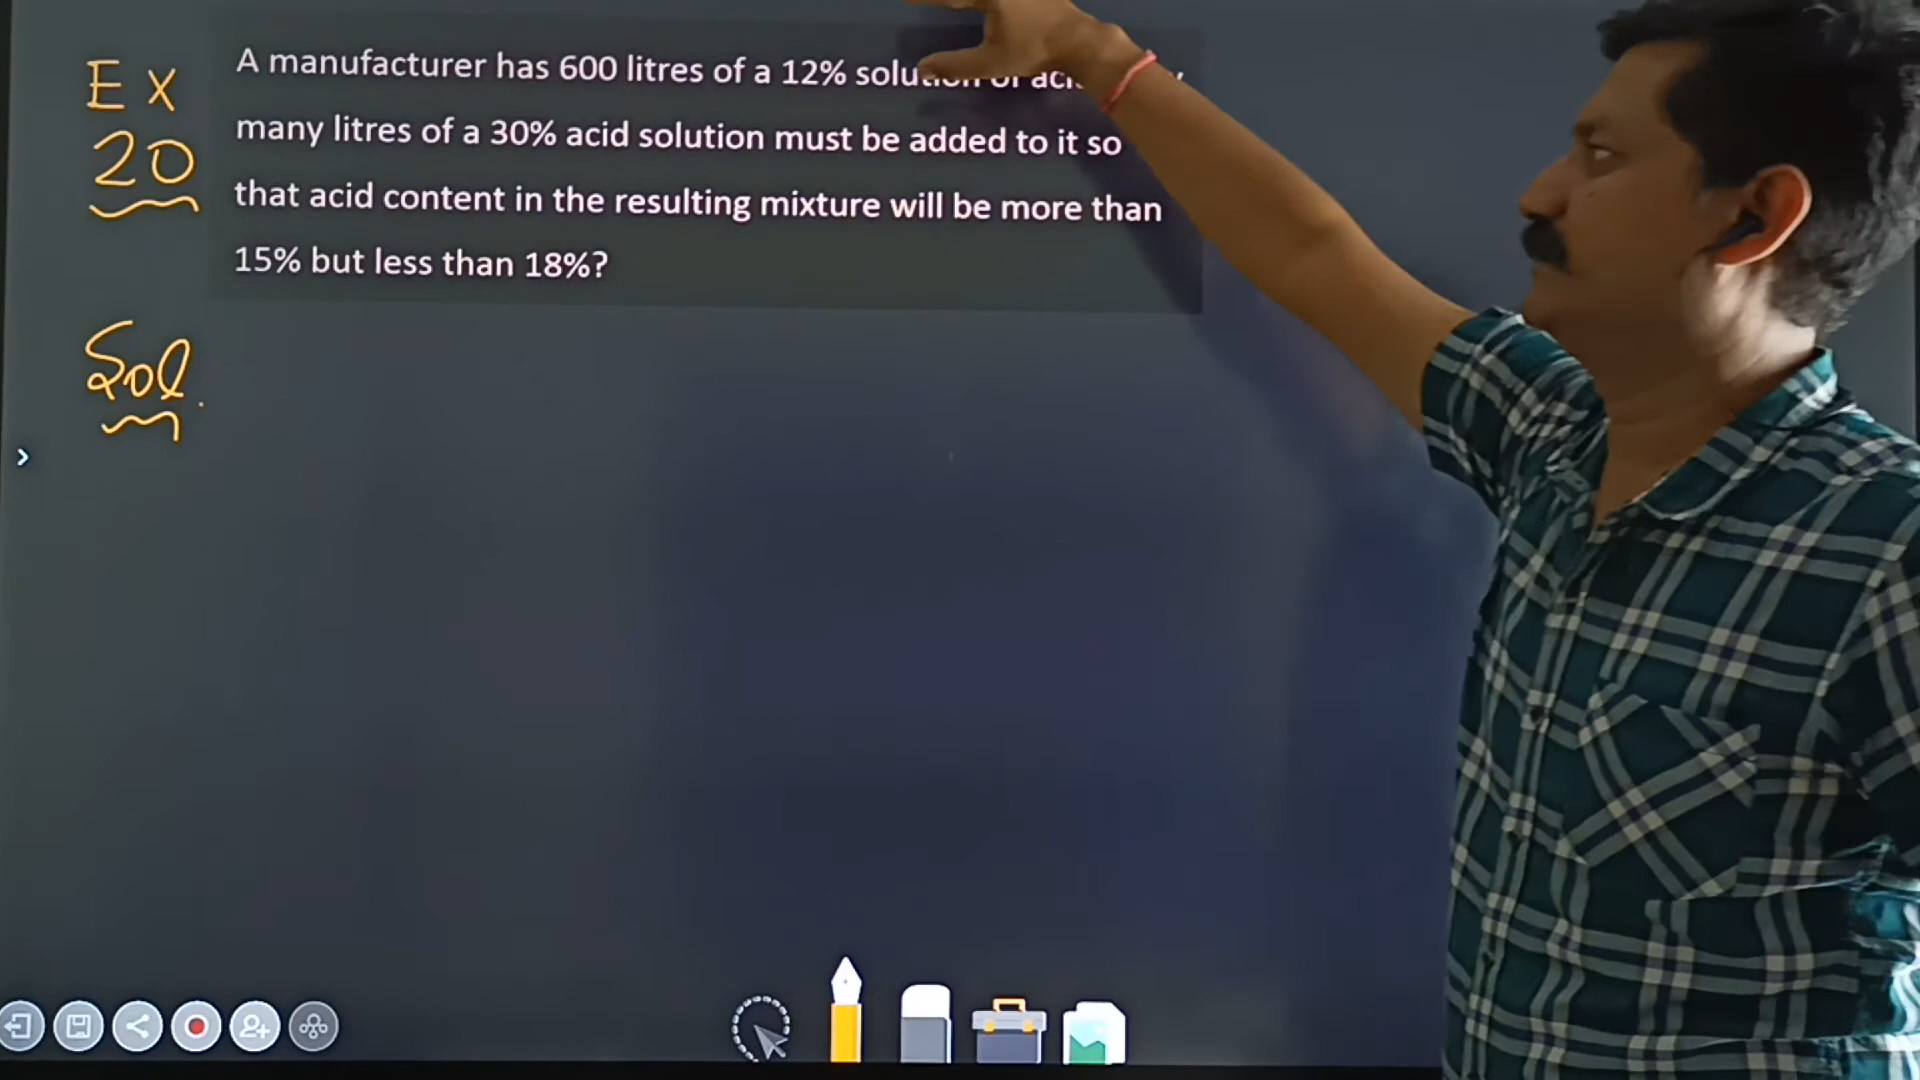 Ex
20
A manufacturer has 600 litres of a 12%
many litres of a 30% acid solution must be added to it so
that acid content in the resulting mixture will be more than
15% but less than 18%?
Sol.